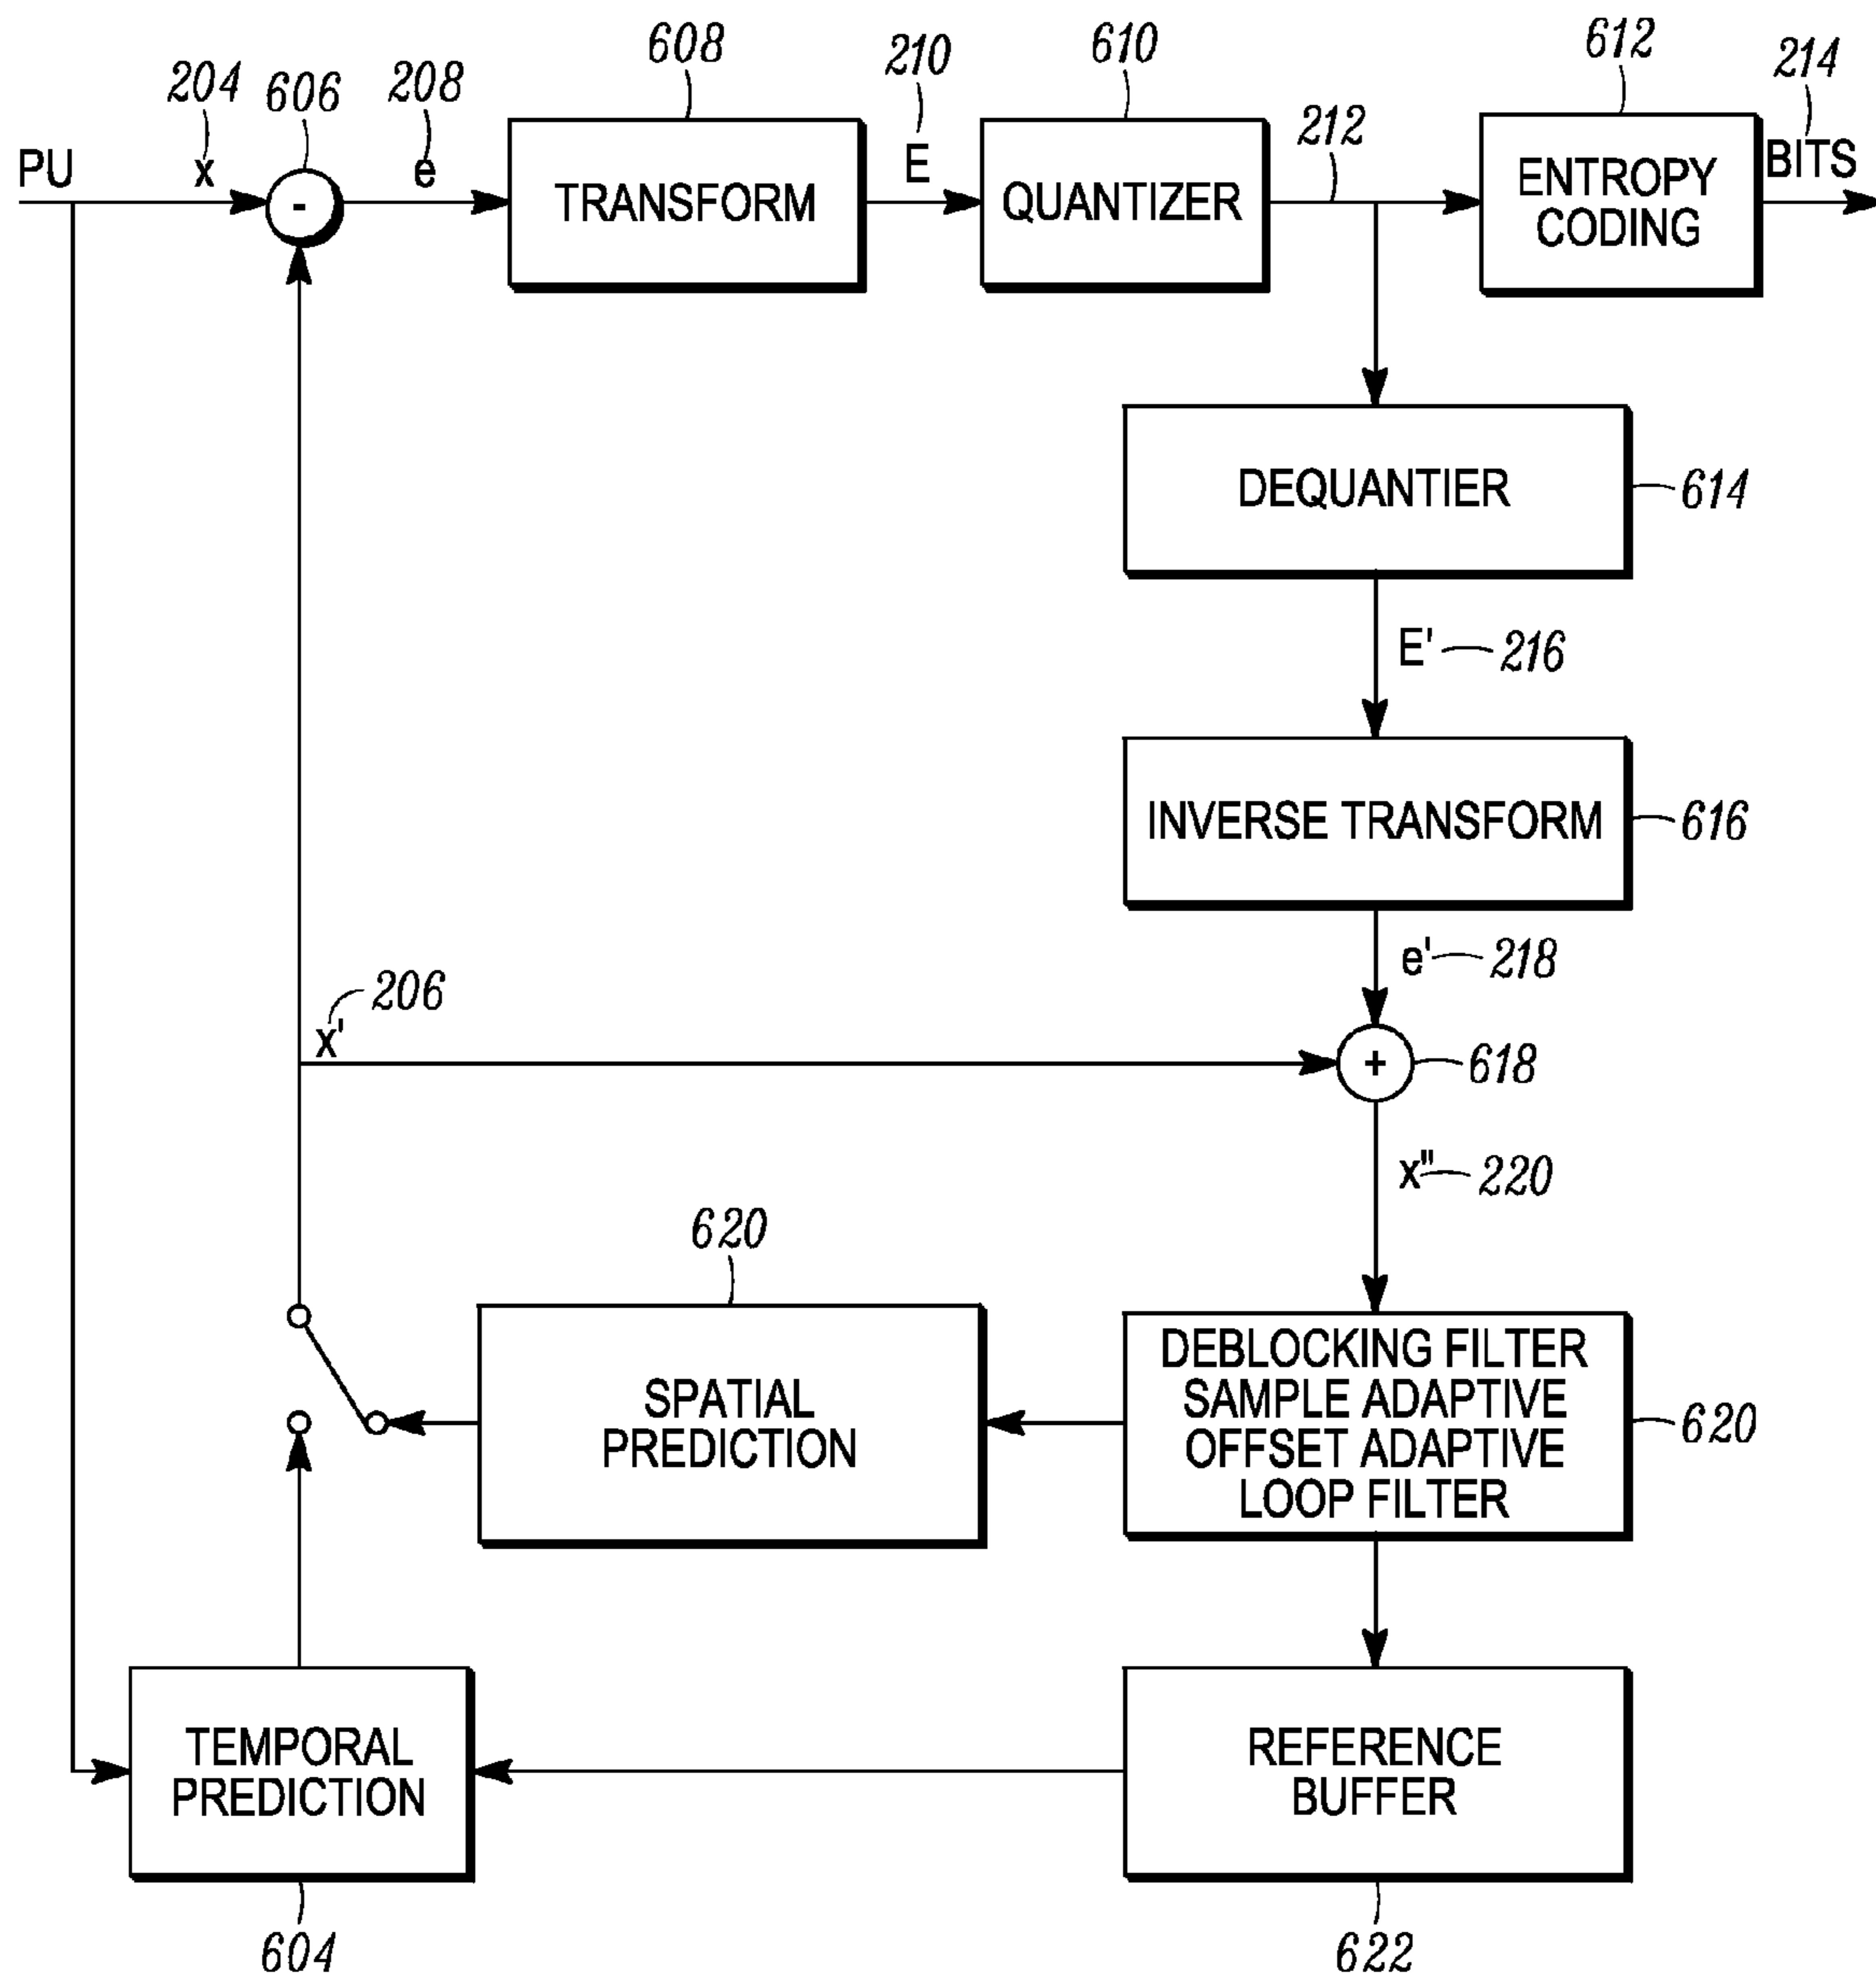 608
610
612
204
606
208
210
214
PU
x
-
e
TRANSFORM
E
QUANTIZER
212
ENTROPY
CODING
BITS
DEQUANTIER
614
E'
216
INVERSE TRANSFORM
616
e'
218
x'
206
+
618
x"
220
620
SPATIAL
PREDICTION
DEBLOCKING FILTER
SAMPLE ADAPTIVE
OFFSET ADAPTIVE
LOOP FILTER
620
TEMPORAL
PREDICTION
REFERENCE
BUFFER
604
622